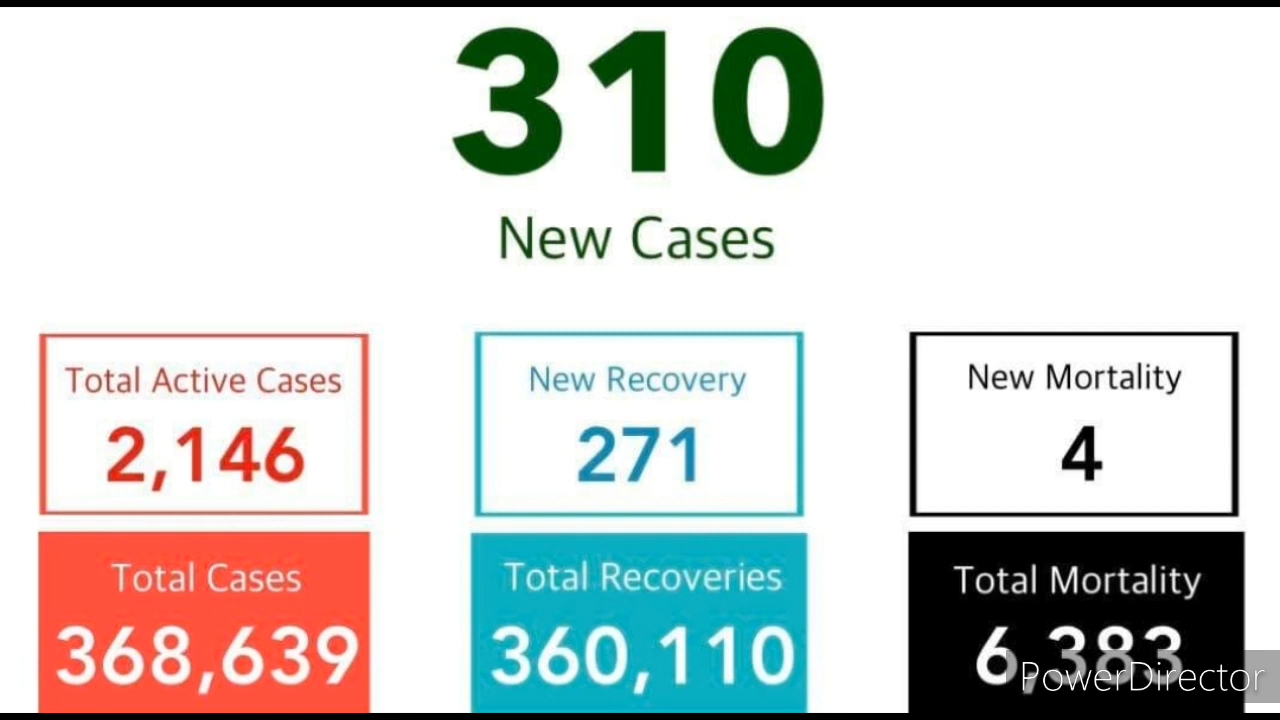 310
New Cases
Total Active Cases
2,146
New Recovery
271
New Mortality
4
Total Cases
368,639
Total Recoveries
360,110
Total Mortality
6,383
PowerDirector